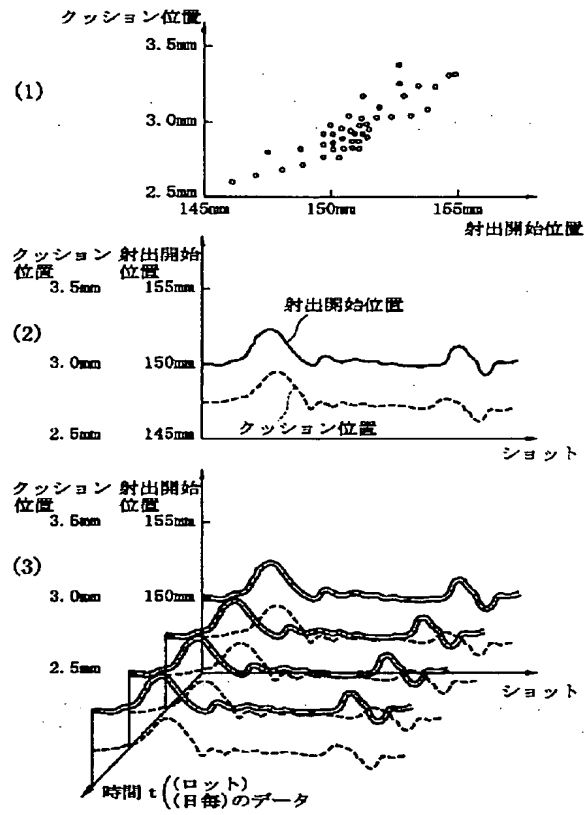 クッション位置
3.5mm
(1)
3.0mm
2.5mm
145mm 150mm 155mm
射出開始位置
クッション 射出開始
位置 位置
3.5mm 155mm
(2)
射出開始位置
3.0mm 150mm
クッション位置
2.5mm 145mm
ショット
クッション 射出開始
位置 位置
3.5mm 155mm
(3)
3.0mm 150mm
2.5mm
ショット
時間 t((ロット)
(日毎)のデータ